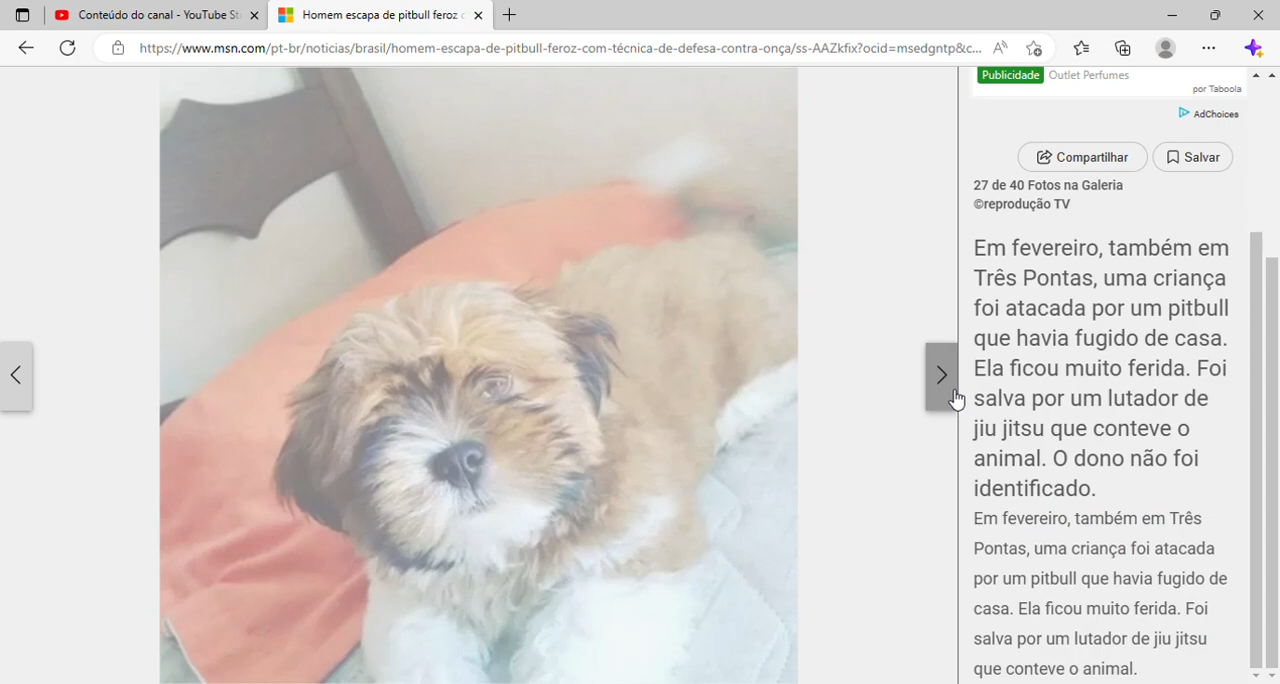 Conteúdo do canal - YouTube St
Homem escapa de pitbull feroz c
https://www.msn.com/pt-br/noticias/brasil/homem-escapa-de-pitbull-feroz-com-técnica-de-defesa-contra-onça/ss-AAZkfix?ocid=msedgntp&c...
Publicidade Outlet Perfumes
por Taboola
AdChoices
Compartilhar Salvar
27 de 40 Fotos na Galeria
©reprodução TV
Em fevereiro, também em
Três Pontas, uma criança
foi atacada por um pitbull
que havia fugido de casa.
Ela ficou muito ferida. Foi
salva por um lutador de
jiu jitsu que conteve o
animal. O dono não foi
identificado.
Em fevereiro, também em Três
Pontas, uma criança foi atacada
por um pitbull que havia fugido de
casa. Ela ficou muito ferida. Foi
salva por um lutador de jiu jitsu
que conteve o animal.